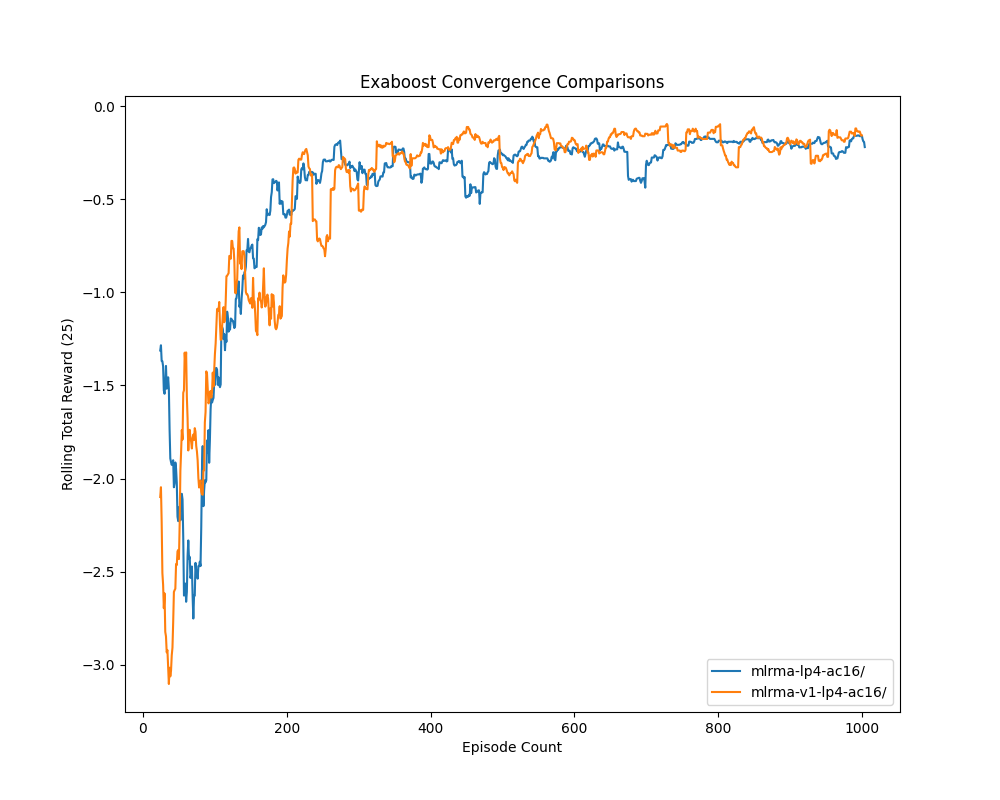 Exaboost Convergence Comparisons
0.0
−0.5
−1.0
−1.5
−2.0
−2.5
−3.0
Rolling Total Reward (25)
mlrma-lp4-ac16/
mlrma-v1-lp4-ac16/
0 200 400 600 800 1000
Episode Count